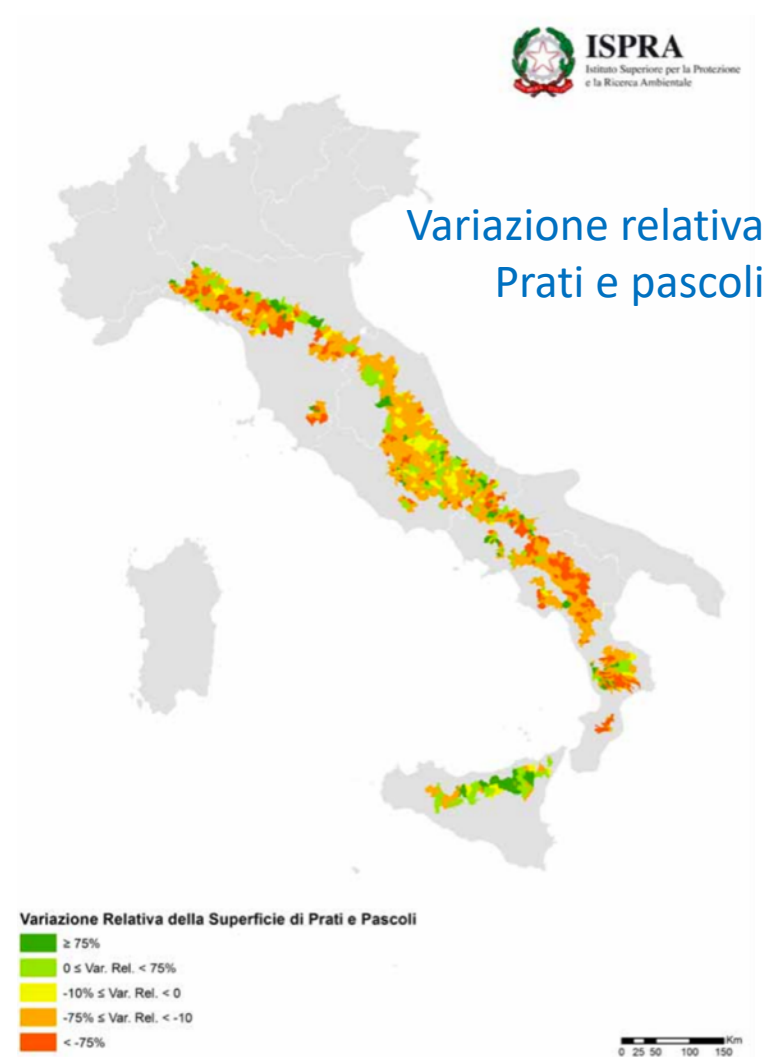 ISPRA
Istituto Superiore per la Protezione
e la Ricerca Ambientale
Variazione relativa
Prati e pascoli
Variazione Relativa della Superficie di Prati e Pascoli
≥ 75%
0 ≤ Var. Rel. < 75%
-10% ≤ Var. Rel. < 0
-75% ≤ Var. Rel. < -10
< -75%
Km
0 25 50 100 150